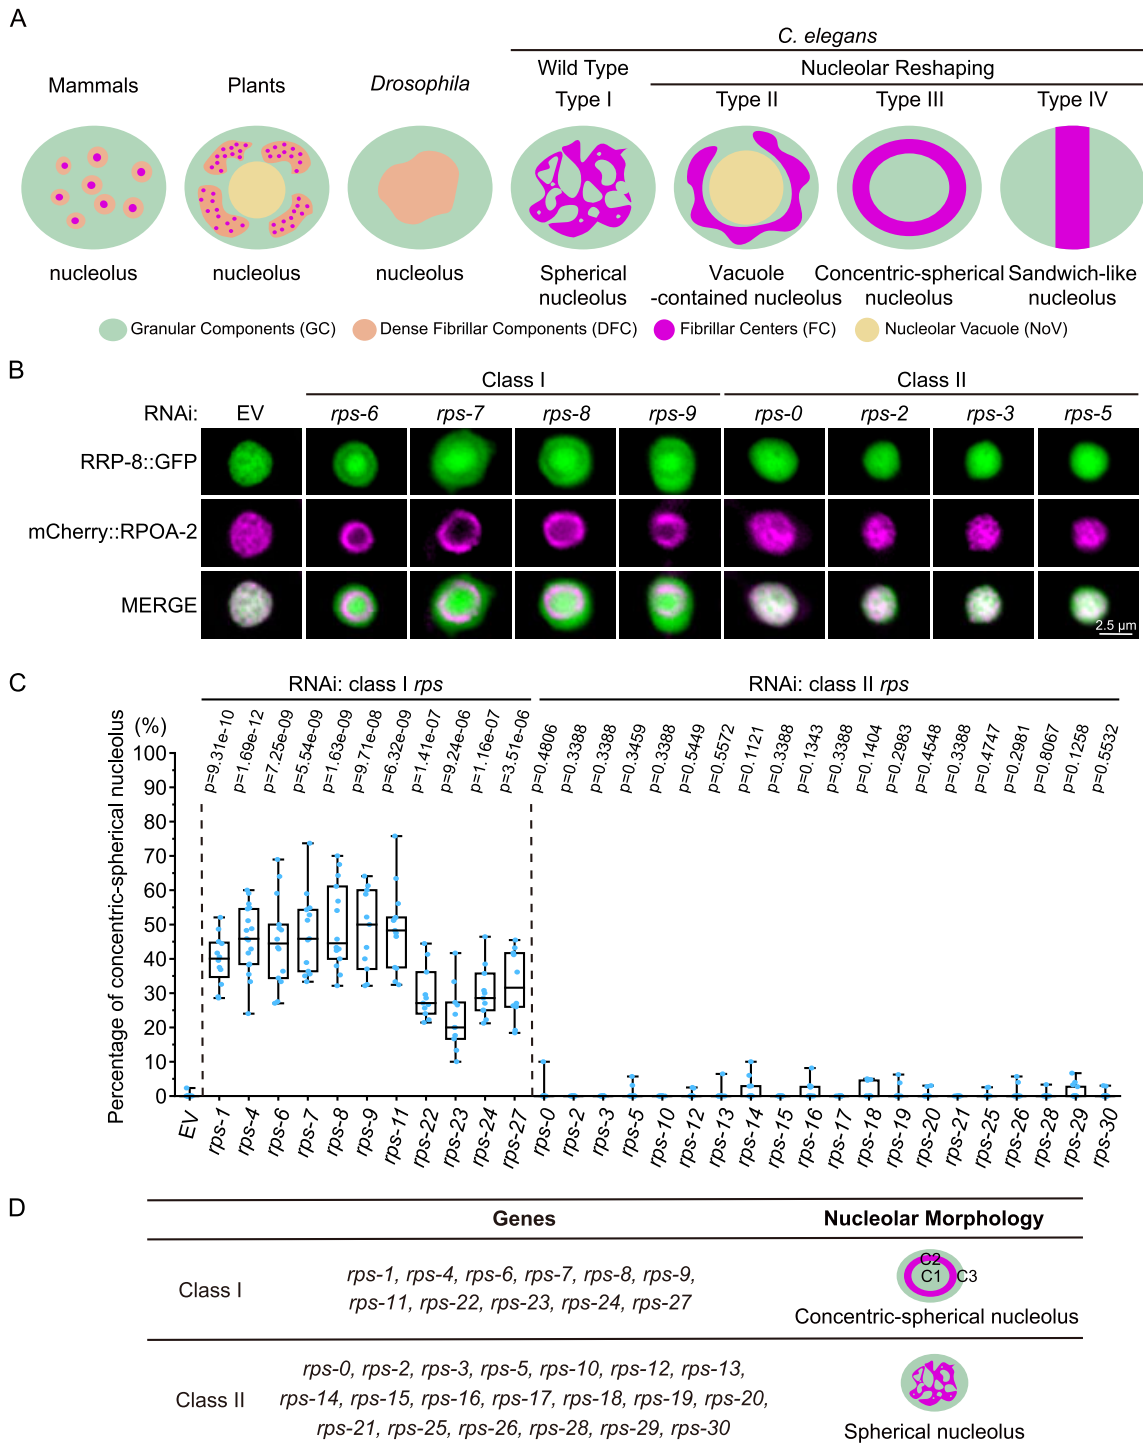 A
C. elegans
Wild Type
Nucleolar Reshaping
Mammals
Plants
Drosophila
Type I
Type II
Type III
Type IV
nucleolus
nucleolus
nucleolus
Spherical
nucleolus
Vacuole
-contained nucleolus
Concentric-spherical
nucleolus
Sandwich-like
nucleolus
Granular Components (GC)
Dense Fibrillar Components (DFC)
Fibrillar Centers (FC)
Nucleolar Vacuole (NoV)
B
Class I
Class II
RNAi:
EV
rps-6
rps-7
rps-8
rps-9
rps-0
rps-2
rps-3
rps-5
RRP-8::GFP
mCherry::RPOA-2
MERGE
2.5 µm
C
RNAi: class I rps
RNAi: class II rps
Percentage of concentric-spherical nucleolus
(%)
100
90
80
70
60
50
40
30
20
10
0
p=9.31e-10
p=1.69e-12
p=7.25e-09
p=5.54e-09
p=1.63e-09
p=9.71e-08
p=6.32e-09
p=1.41e-07
p=9.24e-06
p=1.16e-07
p=3.51e-06
p=0.4806
p=0.3388
p=0.3388
p=0.3459
p=0.3388
p=0.5449
p=0.5572
p=0.1121
p=0.3388
p=0.1343
p=0.3388
p=0.1404
p=0.2983
p=0.4548
p=0.3388
p=0.4747
p=0.2981
p=0.8067
p=0.1258
p=0.5532
EV
rps-1
rps-4
rps-6
rps-7
rps-8
rps-9
rps-11
rps-22
rps-23
rps-24
rps-27
rps-0
rps-2
rps-3
rps-5
rps-10
rps-12
rps-13
rps-14
rps-15
rps-16
rps-17
rps-18
rps-19
rps-20
rps-21
rps-25
rps-26
rps-28
rps-29
rps-30
D
Genes
Nucleolar Morphology
Class I
rps-1, rps-4, rps-6, rps-7, rps-8, rps-9,
rps-11, rps-22, rps-23, rps-24, rps-27
C2
C1
C3
Concentric-spherical nucleolus
Class II
rps-0, rps-2, rps-3, rps-5, rps-10, rps-12, rps-13,
rps-14, rps-15, rps-16, rps-17, rps-18, rps-19, rps-20,
rps-21, rps-25, rps-26, rps-28, rps-29, rps-30
Spherical nucleolus